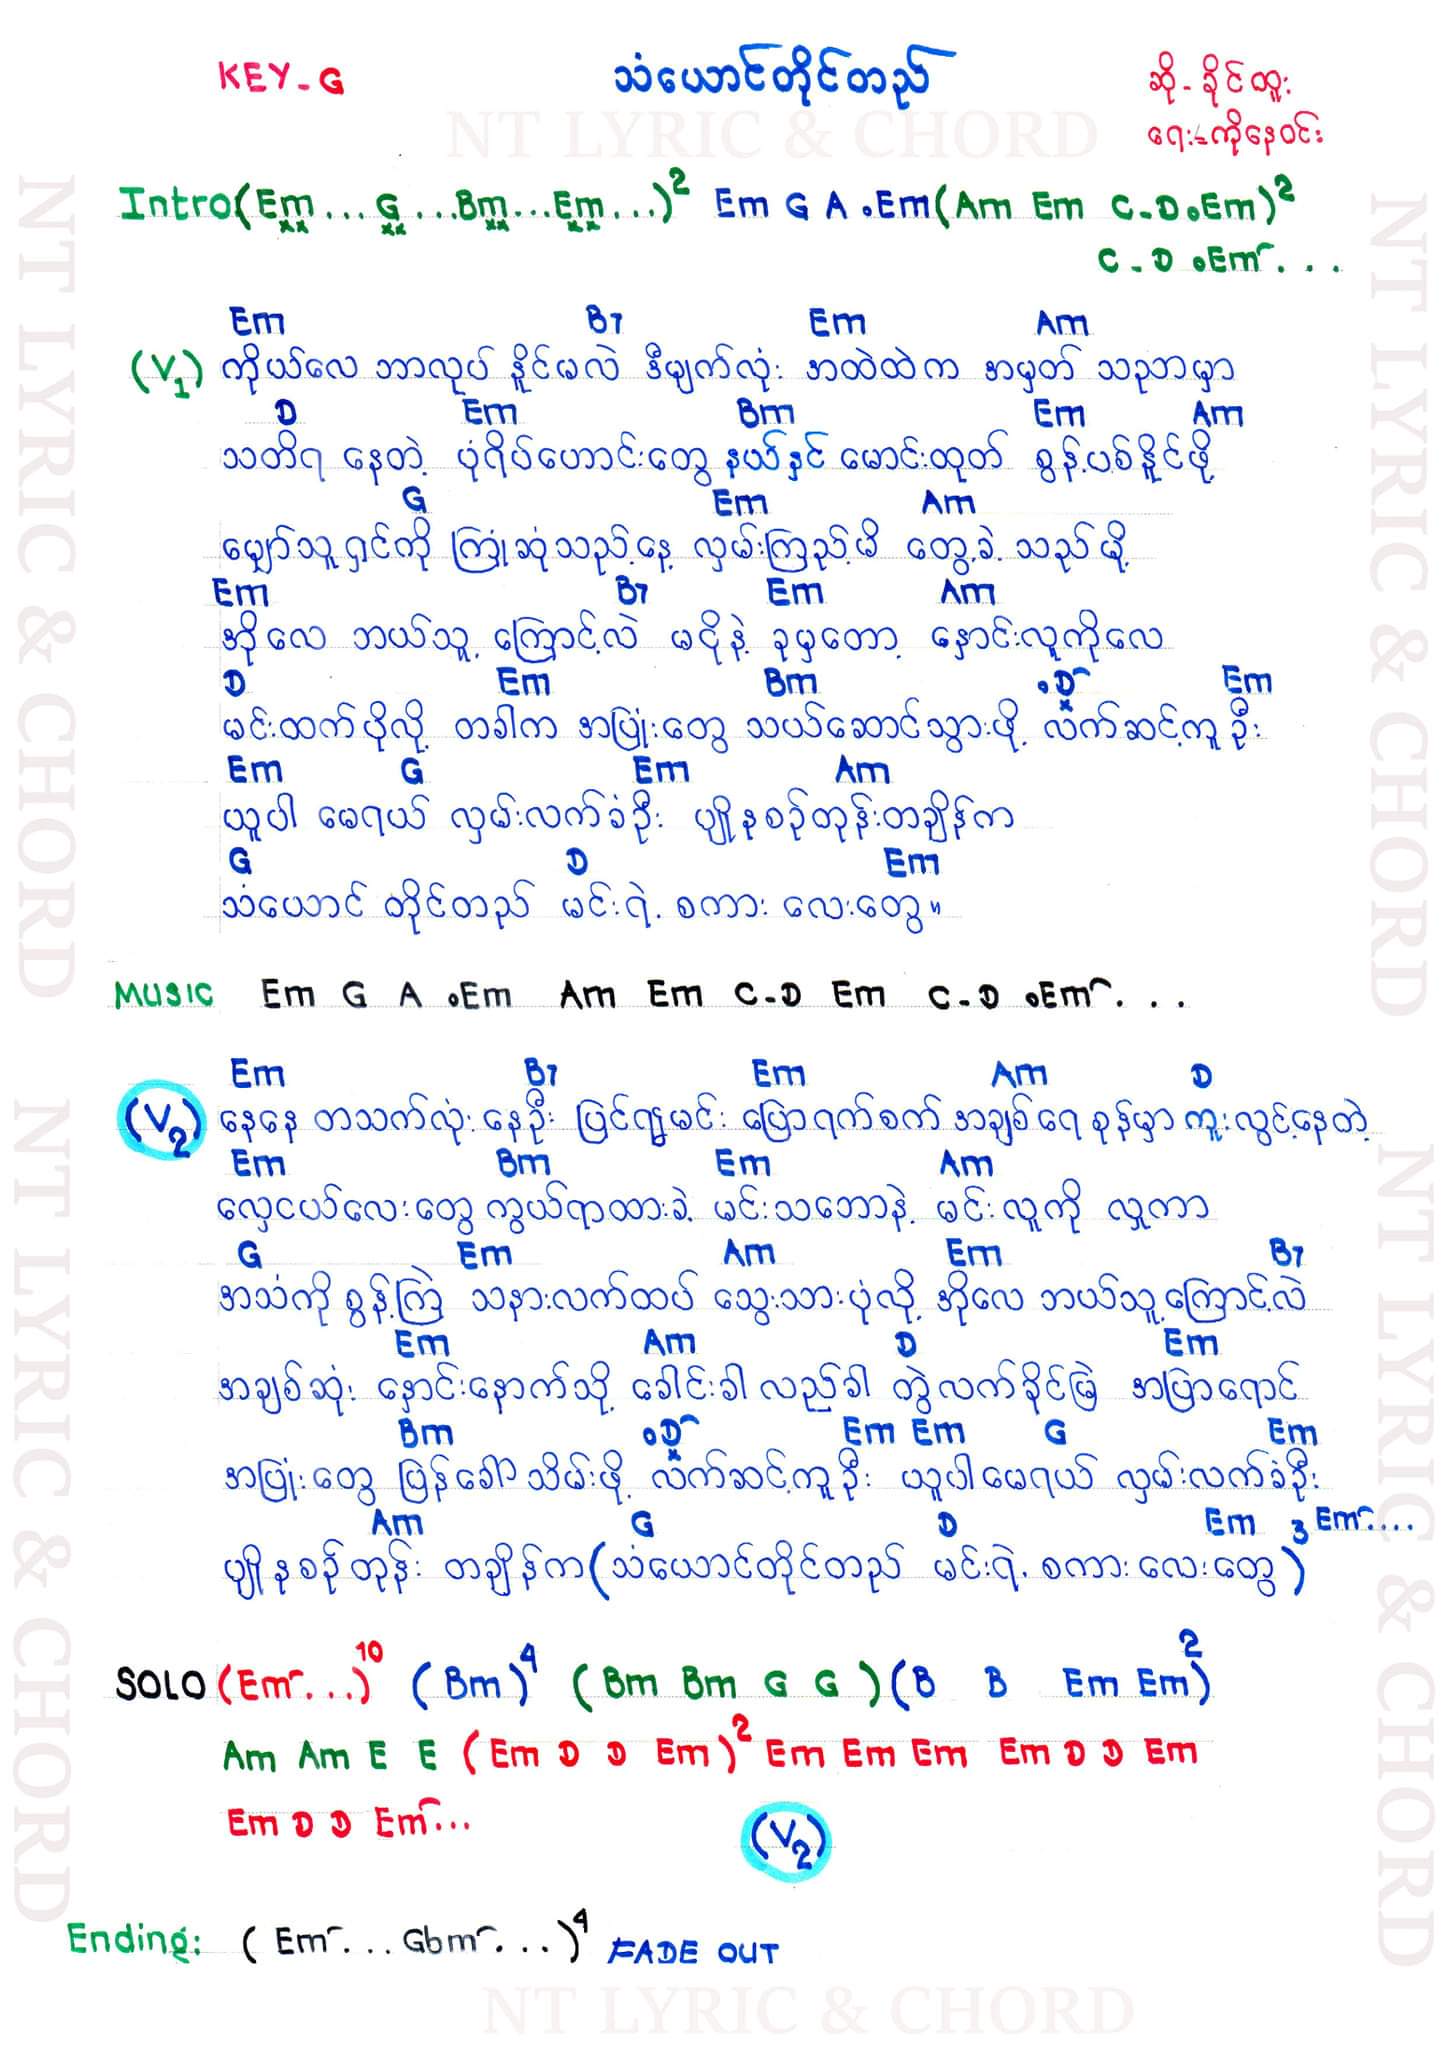 KEY-G သံယောင်တိုင်တည် ဆို-ခိုင်ထူး
NT LYRIC & CHORD ရေး-ကိုနေဝင်း
Intro(Em...G...Bm...Em...)2 Em G A .Em(Am Em C-D.Em)2
C-D.Em...
Em B7 Em Am
(V1) ကိုယ်လေ ဘာလုပ် နိူင်မလဲ ဒီမျက်လုံး အထဲထဲက အမှတ် သညာမှာ
D Em Bm Em Am
သတိရ နေတဲ့ ပုံရိပ်ဟောင်းတွေ နယ်နှင် မောင်းထုတ် စွန့်ပစ်နိူင်ဖို့
G Em Am
မျှော်သူ ရှင်ကို ကြုံဆုံသည့်နေ့ လှမ်းကြည့်မိ တွေ့ခဲ့ သည်မို့
Em B7 Em Am
အိုလေ ဘယ်သူ့ ကြောင့်လဲ မငိုနဲ့ ခုမှတော့ နှောင်းလူကိုလေ
D Em Bm .D Em
မင်းထက်ပိုလို့ တခါက အပြုံးတွေ သယ်ဆောင်သွားဖို့ လက်ဆင့်ကူဦး
Em G Em Am
ယူပါ မေရယ် လှမ်းလက်ခံဦး ပျိုနုစဉ်တုန်းတချိန်က
G D Em
သံယောင် တိုင်တည် မင်းရဲ့ စကား လေးတွေ။
MUSIC Em G A .Em Am Em C-D Em C-D .Em...
Em B7 Em Am D
(V2) နေနေ တသက်လုံး နေဦး ပြင်ရှုမင်း ပြောရက်စက် အချစ်ရေ စုန်မှာ ကူးလွင့်နေတဲ့
Em Bm Em Am
လှေငယ်လေးတွေ ကွယ်ရာထားခဲ့ မင်းသဘောနဲ့ မင်းလူကို လှုကာ
G Em Am Em B7
အသံကို စွန့်ကြဲ သနားလက်ထပ် သွေးသားပုံလို့ အိုလေ ဘယ်သူ့ကြောင့်လဲ
Em Am D Em
အချစ်ဆုံး နှောင်းနောက်သို့ ခေါင်းခါ လည်ခါ တွဲလက်ခိုင်မြဲ အပြာရောင်
Bm .D Em Em G Em
အပြုံးတွေ ပြန်ခေါ်သိမ်းဖို့ လက်ဆင့်ကူဦး ယူပါမေရယ် လှမ်းလက်ခံဦး
Am G D Em 3 Em....
ပျိုနုစဉ်တုန်း တချိန်က(သံယောင်တိုင်တည် မင်းရဲ့ စကားလေးတွေ)
SOLO (Em...)10 (Bm)4 (Bm Bm G G)(B B Em Em)2
Am Am E E (Em D D Em)2 Em Em Em Em D D Em
Em D D Em... (V2)
Ending: (Em...Gbm...)4 FADE OUT
NT LYRIC & CHORD
NT LYRIC & CHORD NT LYRIC & CHORD
NT LYRIC & CHORD NT LYRIC & CHORD